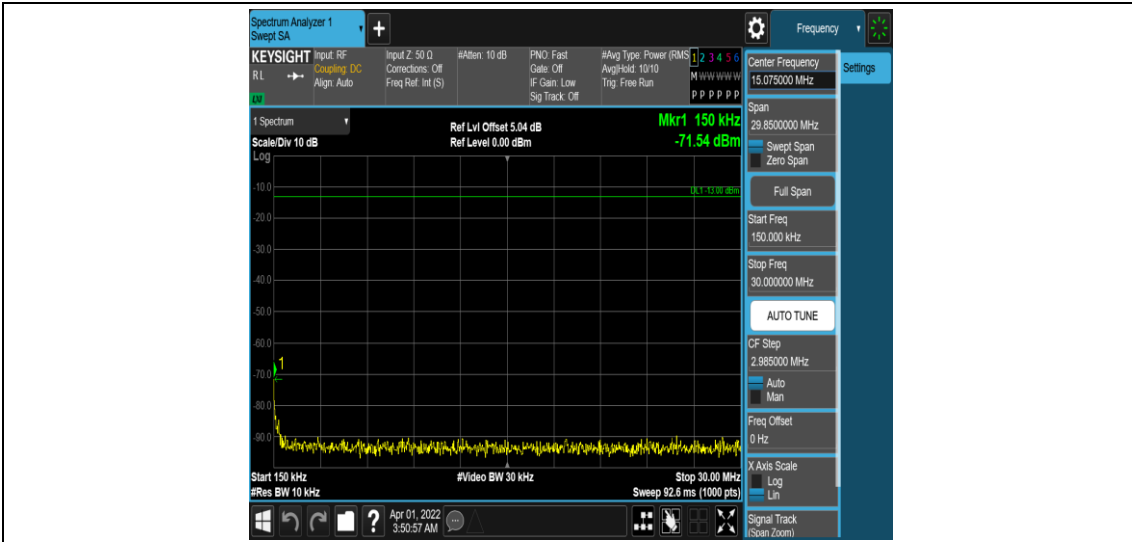 Spectrum Analyzer 1
Swept SA
+
Frequency
KEYSIGHT
R L
LNI
Input: RF
Coupling: DC
Align: Auto
Input Z: 50 Ω
Corrections: Off
Freq Ref: Int (S)
#Atten: 10 dB
PNO: Fast
Gate: Off
IF Gain: Low
Sig Track: Off
#Avg Type: Power (RMS
Avg|Hold: 10/10
Trig: Free Run
1 2 3 4 5 6
M W W W W W
P P P P P P
1 Spectrum
Scale/Div 10 dB
Log
Ref Lvl Offset 5.04 dB
Ref Level 0.00 dBm
Mkr1 150 kHz
-71.54 dBm
DL1 -13.00 dBm
-10.0
-20.0
-30.0
-40.0
-50.0
-60.0
1
-70.0
-80.0
-90.0
Start 150 kHz
#Video BW 30 kHz
Stop 30.00 MHz
#Res BW 10 kHz
Sweep 92.6 ms (1000 pts)
?
Apr 01, 2022
3:50:57 AM
Settings
Center Frequency
15.075000 MHz
Span
29.8500000 MHz
Swept Span
Zero Span
Full Span
Start Freq
150.000 kHz
Stop Freq
30.000000 MHz
AUTO TUNE
CF Step
2.985000 MHz
Auto
Man
Freq Offset
0 Hz
X Axis Scale
Log
Lin
Signal Track
(Span Zoom)